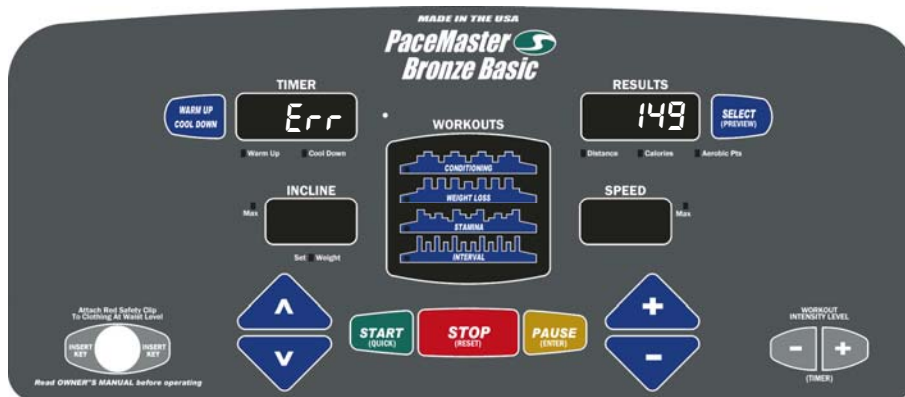 MADE IN THE USA
PaceMaster
Bronze Basic
TIMER
RESULTS
WARM UP
COOL DOWN
Err
149
SELECT
(PREVIEW)
Warm Up Cool Down
WORKOUTS
Distance Calories Aerobic Pts
CONDITIONING
WEIGHT LOSS
STAMINA
INTERVAL
INCLINE
SPEED
Max
Max
Set Weight
Attach Red Safety Clip
To Clothing At Waist Level
INSERT
KEY
INSERT
KEY
Read OWNER"S MANUAL before operating
^
v
START
(QUICK)
STOP
(RESET)
PAUSE
(ENTER)
+
-
WORKOUT
INTENSITY LEVEL
- +
(TIMER)